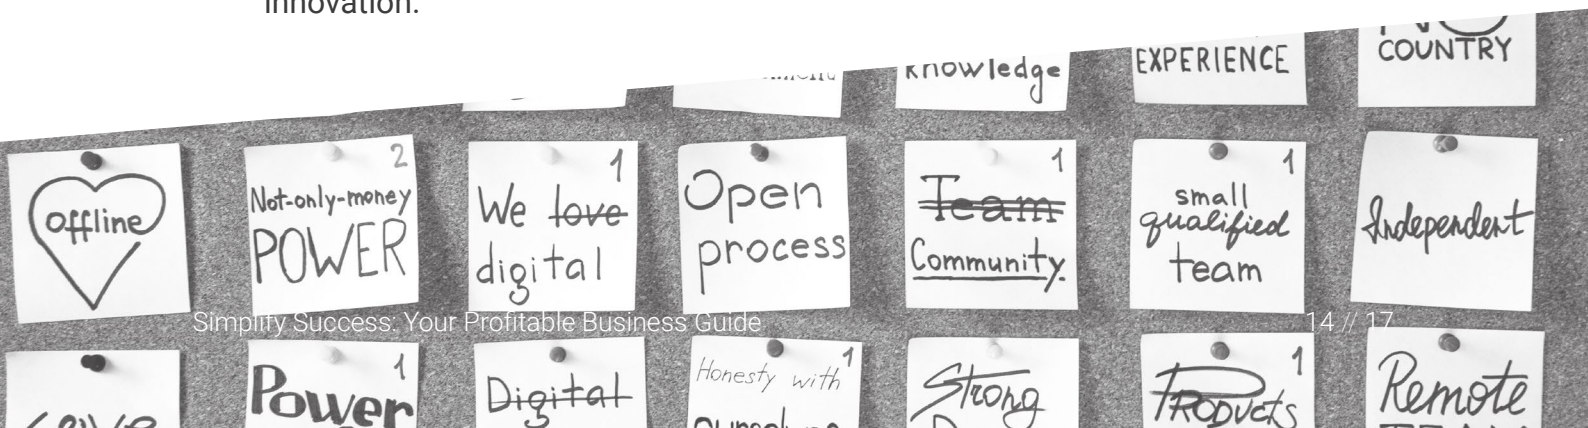 innovation.
knowledge
EXPERIENCE
COUNTRY
offline
2
Not-only-money
POWER
1
We love
digital
Open
process
1
Team
Community.
1
small
qualified
team
Independent
Simplify Success: Your Profitable Business Guide
14 // 17
1
Power
Digital
1
Honesty with
ourselves
Strong
1
PRODUCTS
Remote
TEAM